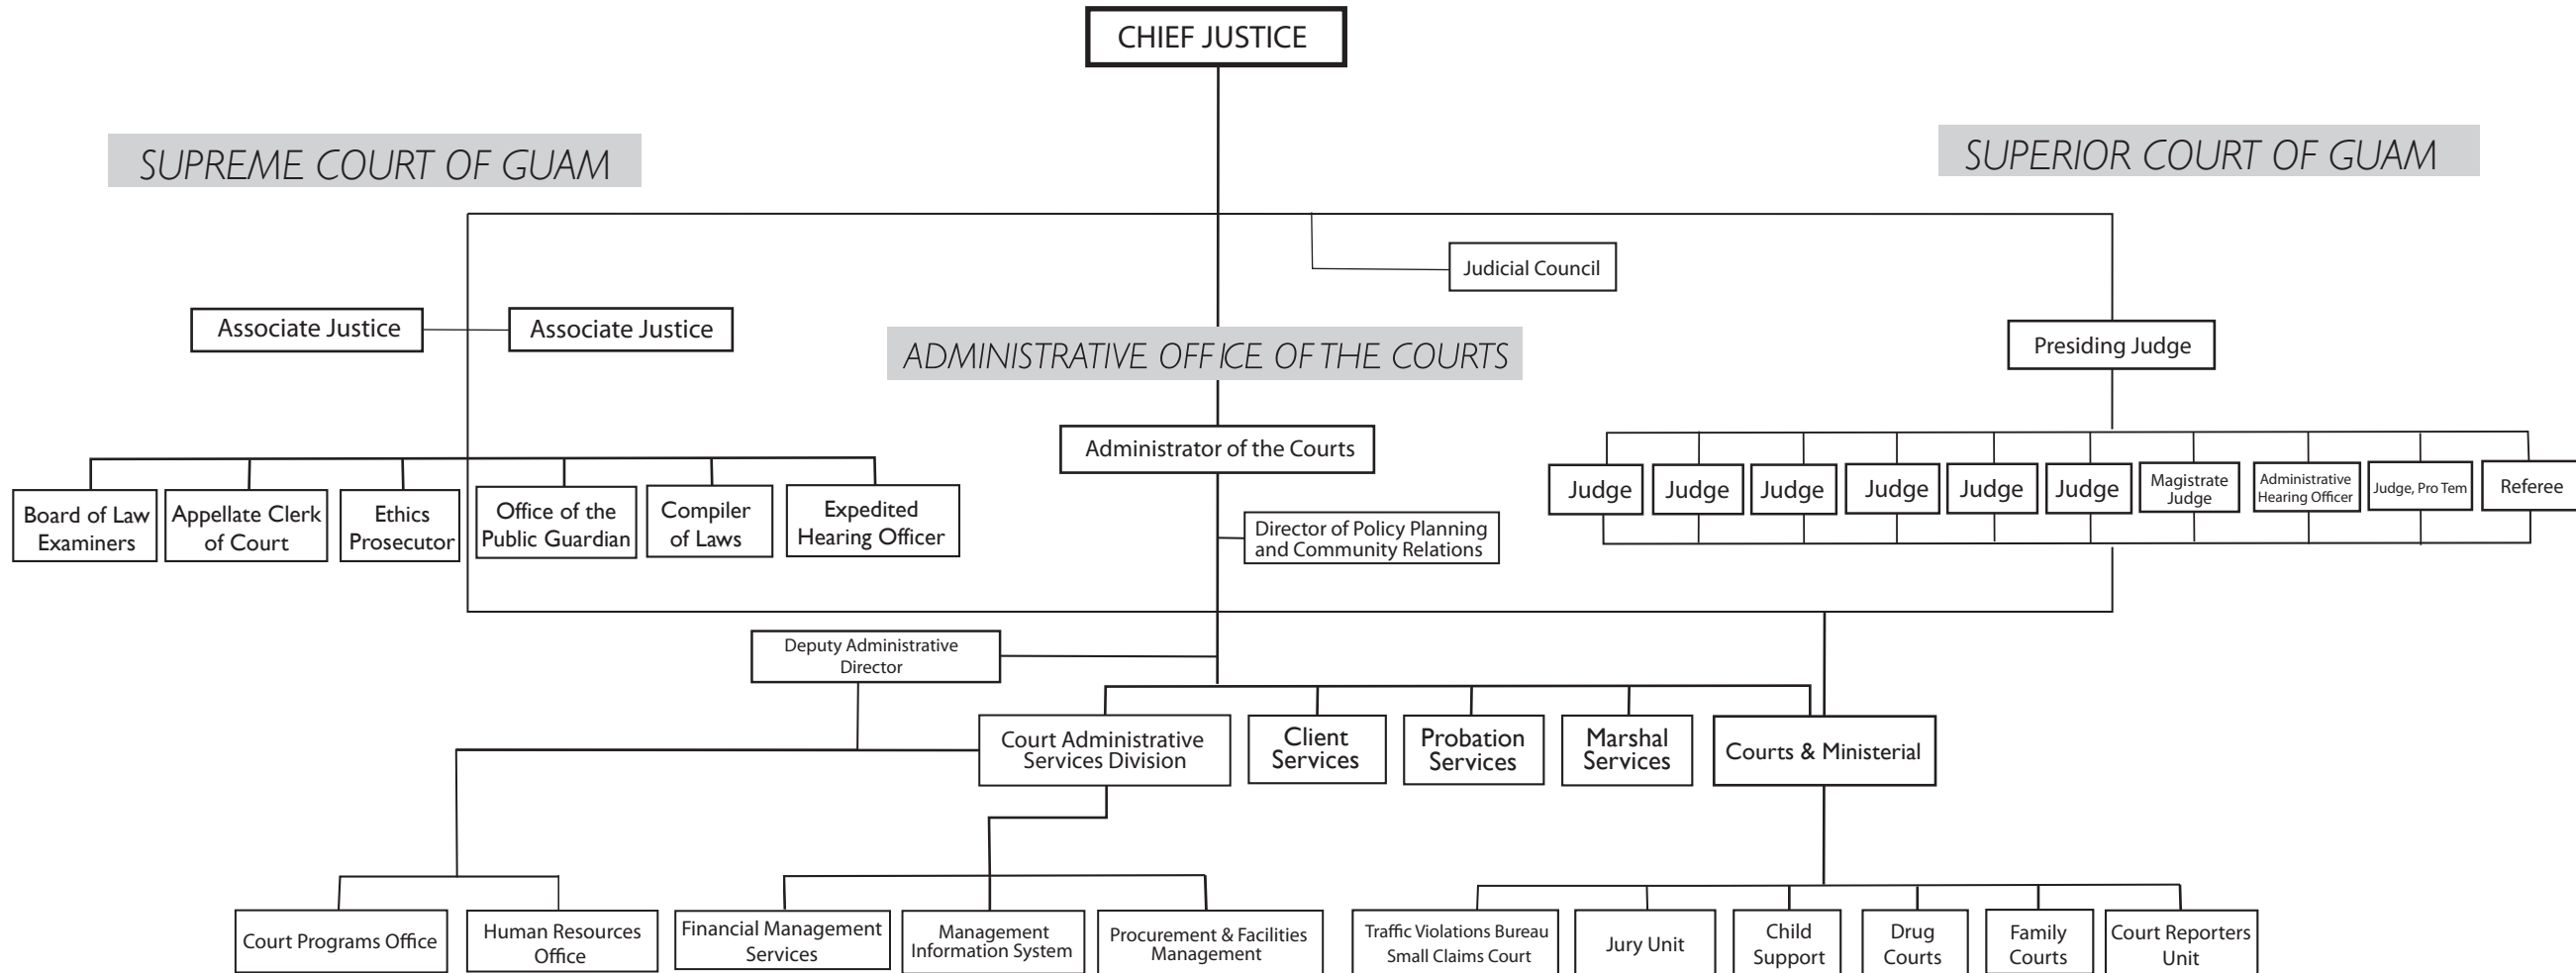 CHIEF JUSTICE
SUPREME COURT OF GUAM
SUPERIOR COURT OF GUAM
Judicial Council
Associate Justice
Associate Justice
ADMINISTRATIVE OFFICE OF THE COURTS
Presiding Judge
Administrator of the Courts
Board of Law
Examiners
Appellate Clerk
of Court
Ethics
Prosecutor
Office of the
Public Guardian
Compiler
of Laws
Expedited
Hearing Officer
Director of Policy Planning
and Community Relations
Judge
Judge
Judge
Judge
Judge
Judge
Magistrate
Judge
Administrative
Hearing Officer
Judge, Pro Tem
Referee
Deputy Administrative
Director
Court Administrative
Services Division
Client
Services
Probation
Services
Marshal
Services
Courts & Ministerial
Court Programs Office
Human Resources
Office
Financial Management
Services
Management
Information System
Procurement & Facilities
Management
Traffic Violations Bureau
Small Claims Court
Jury Unit
Child
Support
Drug
Courts
Family
Courts
Court Reporters
Unit